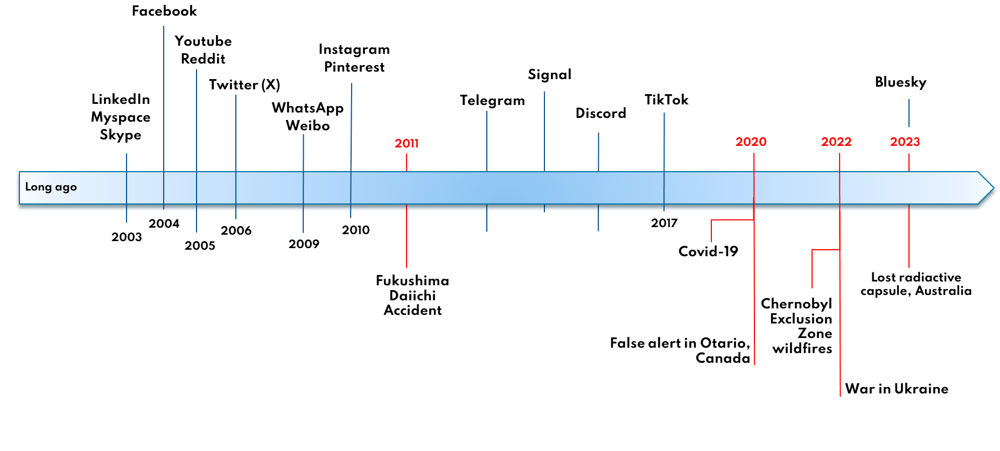 Facebook
Youtube
Reddit
Twitter (X)
LinkedIn
Myspace
Skype
WhatsApp
Weibo
Instagram
Pinterest
Telegram
Signal
Discord
TikTok
Bluesky
2011
2020
2022
2023
Long ago
2003
2004
2005
2006
2009
2010
2017
Fukushima
Daiichi
Accident
Covid-19
False alert in Otario,
Canada
Chernobyl
Exclusion
Zone
wildfires
War in Ukraine
Lost radiactive
capsule, Australia